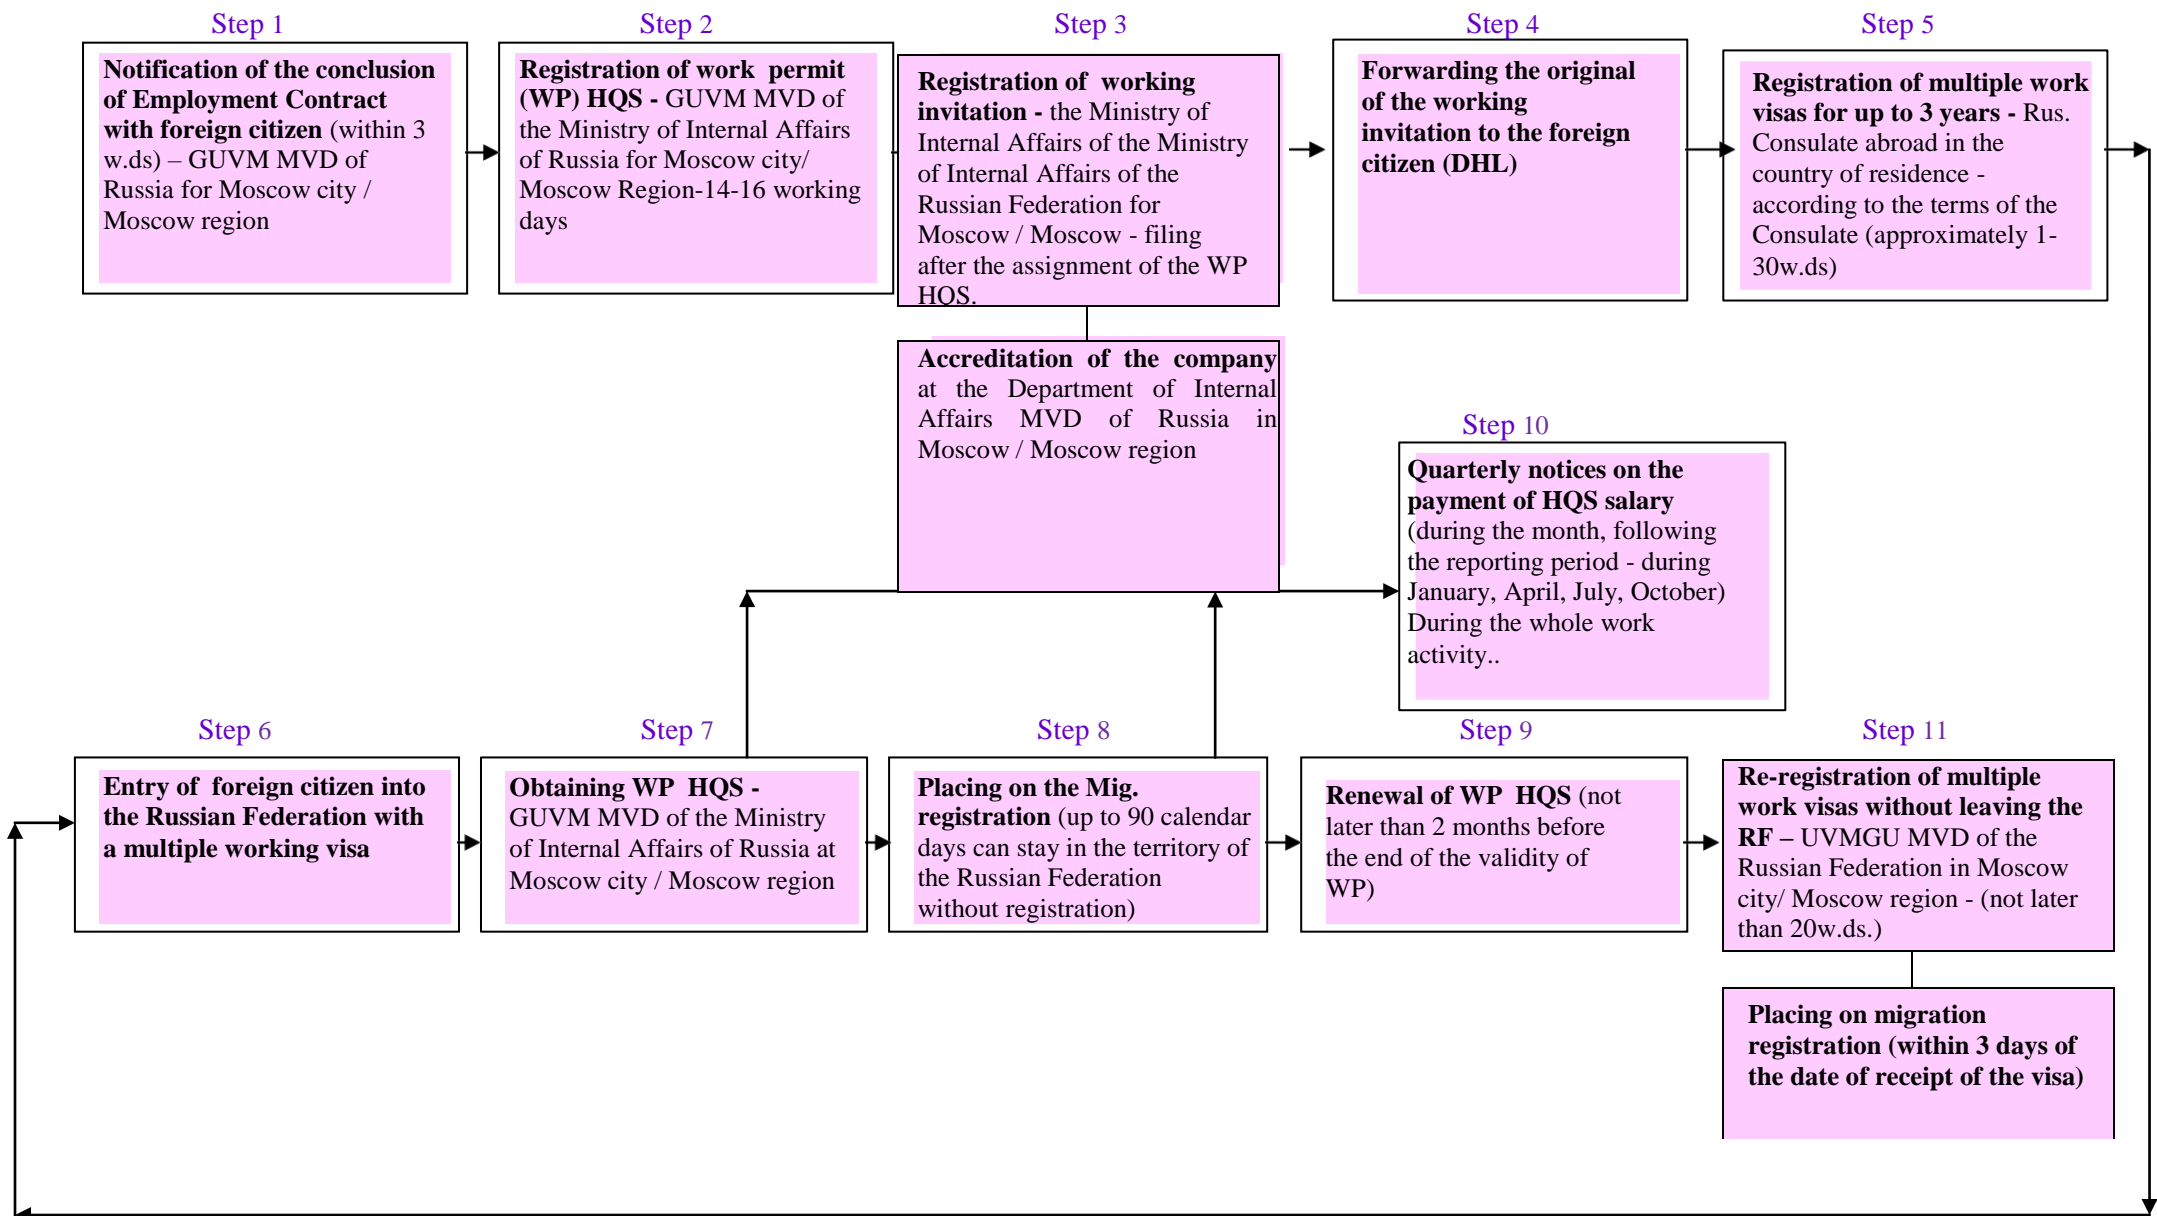 Step 1
Notification of the conclusion
of Employment Contract
with foreign citizen (within 3
w.ds) – GUVM MVD of
Russia for Moscow city /
Moscow region
Step 2
Registration of work permit
(WP) HQS - GUVM MVD of
the Ministry of Internal Affairs
of Russia for Moscow city/
Moscow Region-14-16 working
days
Step 3
Registration of working
invitation - the Ministry of
Internal Affairs of the Ministry
of Internal Affairs of the
Russian Federation for
Moscow / Moscow - filing
after the assignment of the WP
HQS.
Accreditation of the company
at the Department of Internal
Affairs MVD of Russia in
Moscow / Moscow region
Step 4
Forwarding the original
of the working
invitation to the foreign
citizen (DHL)
Step 5
Registration of multiple work
visas for up to 3 years - Rus.
Consulate abroad in the
country of residence -
according to the terms of the
Consulate (approximately 1-
30w.ds)
Step 10
Quarterly notices on the
payment of HQS salary
(during the month, following
the reporting period - during
January, April, July, October)
During the whole work
activity..
Step 6
Entry of foreign citizen into
the Russian Federation with
a multiple working visa
Step 7
Obtaining WP HQS -
GUVM MVD of the Ministry
of Internal Affairs of Russia at
Moscow city / Moscow region
Step 8
Placing on the Mig.
registration (up to 90 calendar
days can stay in the territory of
the Russian Federation
without registration)
Step 9
Renewal of WP HQS (not
later than 2 months before
the end of the validity of
WP)
Step 11
Re-registration of multiple
work visas without leaving the
RF – UVMGU MVD of the
Russian Federation in Moscow
city/ Moscow region - (not later
than 20w.ds.)
Placing on migration
registration (within 3 days of
the date of receipt of the visa)